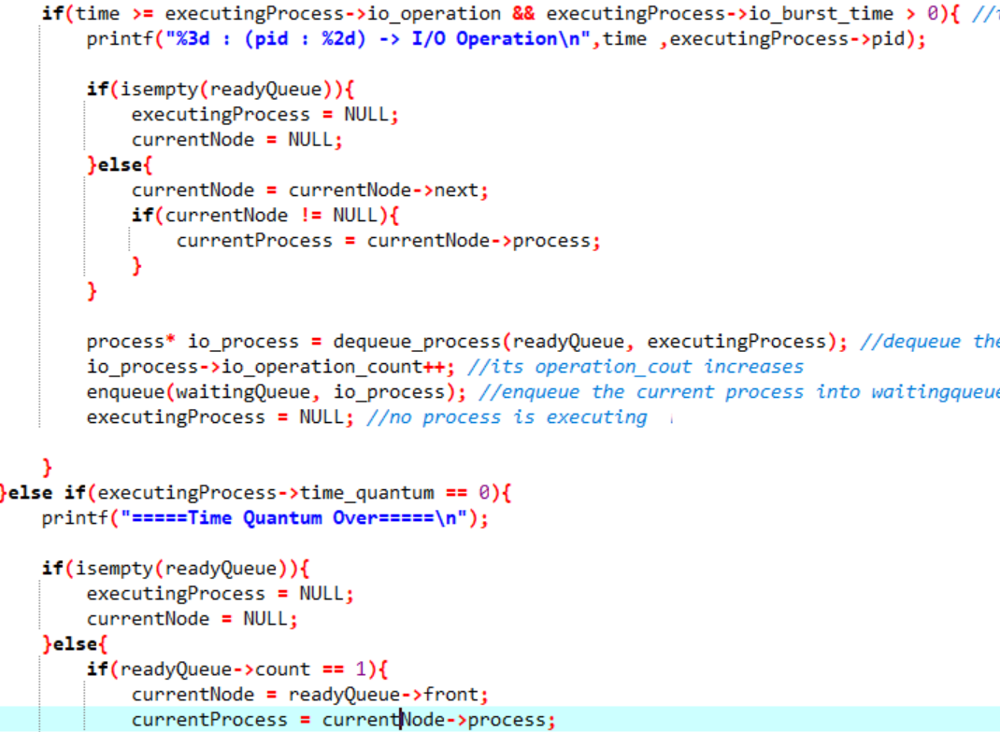 if(time >= executingProcess->io_operation && executingProcess->io_burst_time > 0){ //
printf("%3d : (pid : %2d) -> I/O Operation\n",time ,executingProcess->pid);
if(isempty(readyQueue)){
executingProcess = NULL;
currentNode = NULL;
}else{
currentNode = currentNode->next;
if(currentNode != NULL){
currentProcess = currentNode->process;
}
}
process* io_process = dequeue_process(readyQueue, executingProcess); //dequeue the
io_process->io_operation_count++; //its operation_cout increases
enqueue(waitingQueue, io_process); //enqueue the current process into waitingqueue
executingProcess = NULL; //no process is executing
}
}else if(executingProcess->time_quantum == 0){
printf("=====Time Quantum Over=====\n");
if(isempty(readyQueue)){
executingProcess = NULL;
currentNode = NULL;
}else{
if(readyQueue->count == 1){
currentNode = readyQueue->front;
currentProcess = currentNode->process;